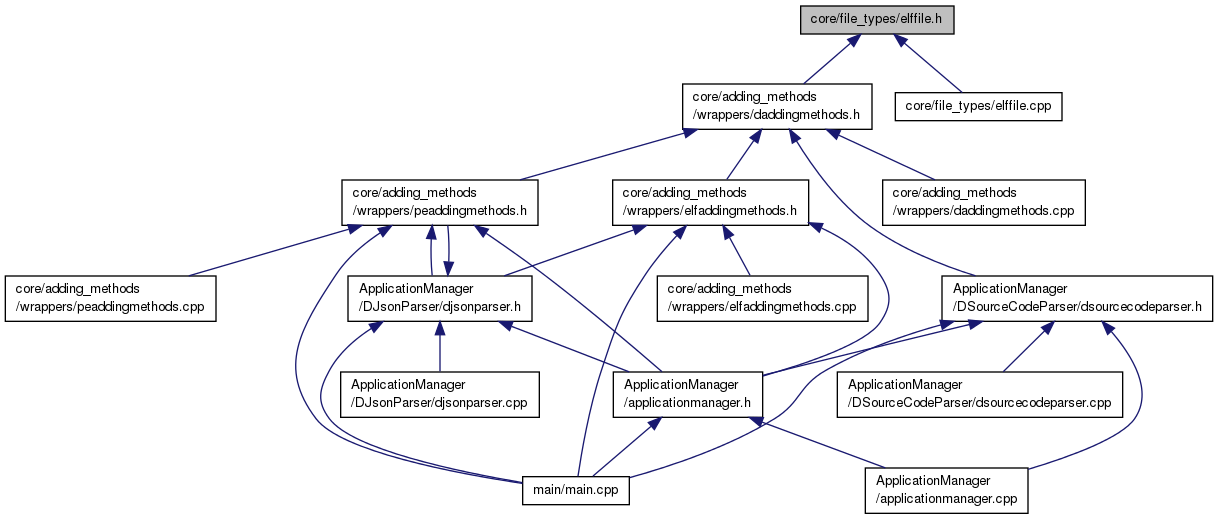 core/file_types/elffile.h
core/adding_methods
/wrappers/daddingmethods.h
core/file_types/elffile.cpp
core/adding_methods
/wrappers/peaddingmethods.h
core/adding_methods
/wrappers/elfaddingmethods.h
core/adding_methods
/wrappers/daddingmethods.cpp
core/adding_methods
/wrappers/peaddingmethods.cpp
ApplicationManager
/DJsonParser/djsonparser.h
core/adding_methods
/wrappers/elfaddingmethods.cpp
ApplicationManager
/DSourceCodeParser/dsourcecodeparser.h
ApplicationManager
/DJsonParser/djsonparser.cpp
ApplicationManager
/applicationmanager.h
ApplicationManager
/DSourceCodeParser/dsourcecodeparser.cpp
main/main.cpp
ApplicationManager
/applicationmanager.cpp